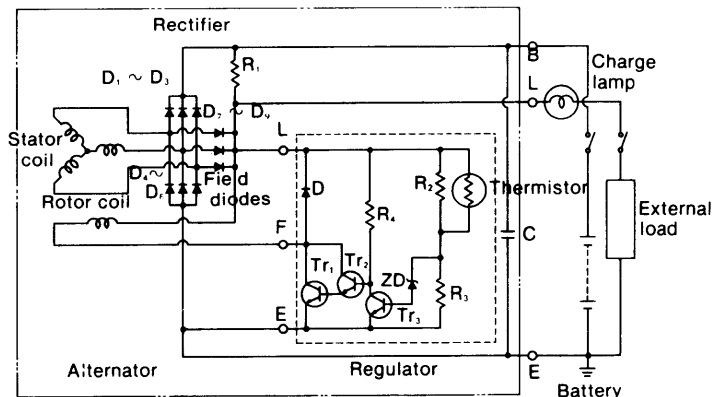 Rectifier
B
R₁
D₁ ~ D₃
Charge
lamp
L
D₇ ~ D₉
Stator
coil
L
D₄~
D₆
Field
diodes
Rotor coil
D
R₂
Thermistor
R₄
F
External
load
C
Tr₁
Tr₂
ZD
R₃
E
Tr₃
E
Alternator
Regulator
Battery